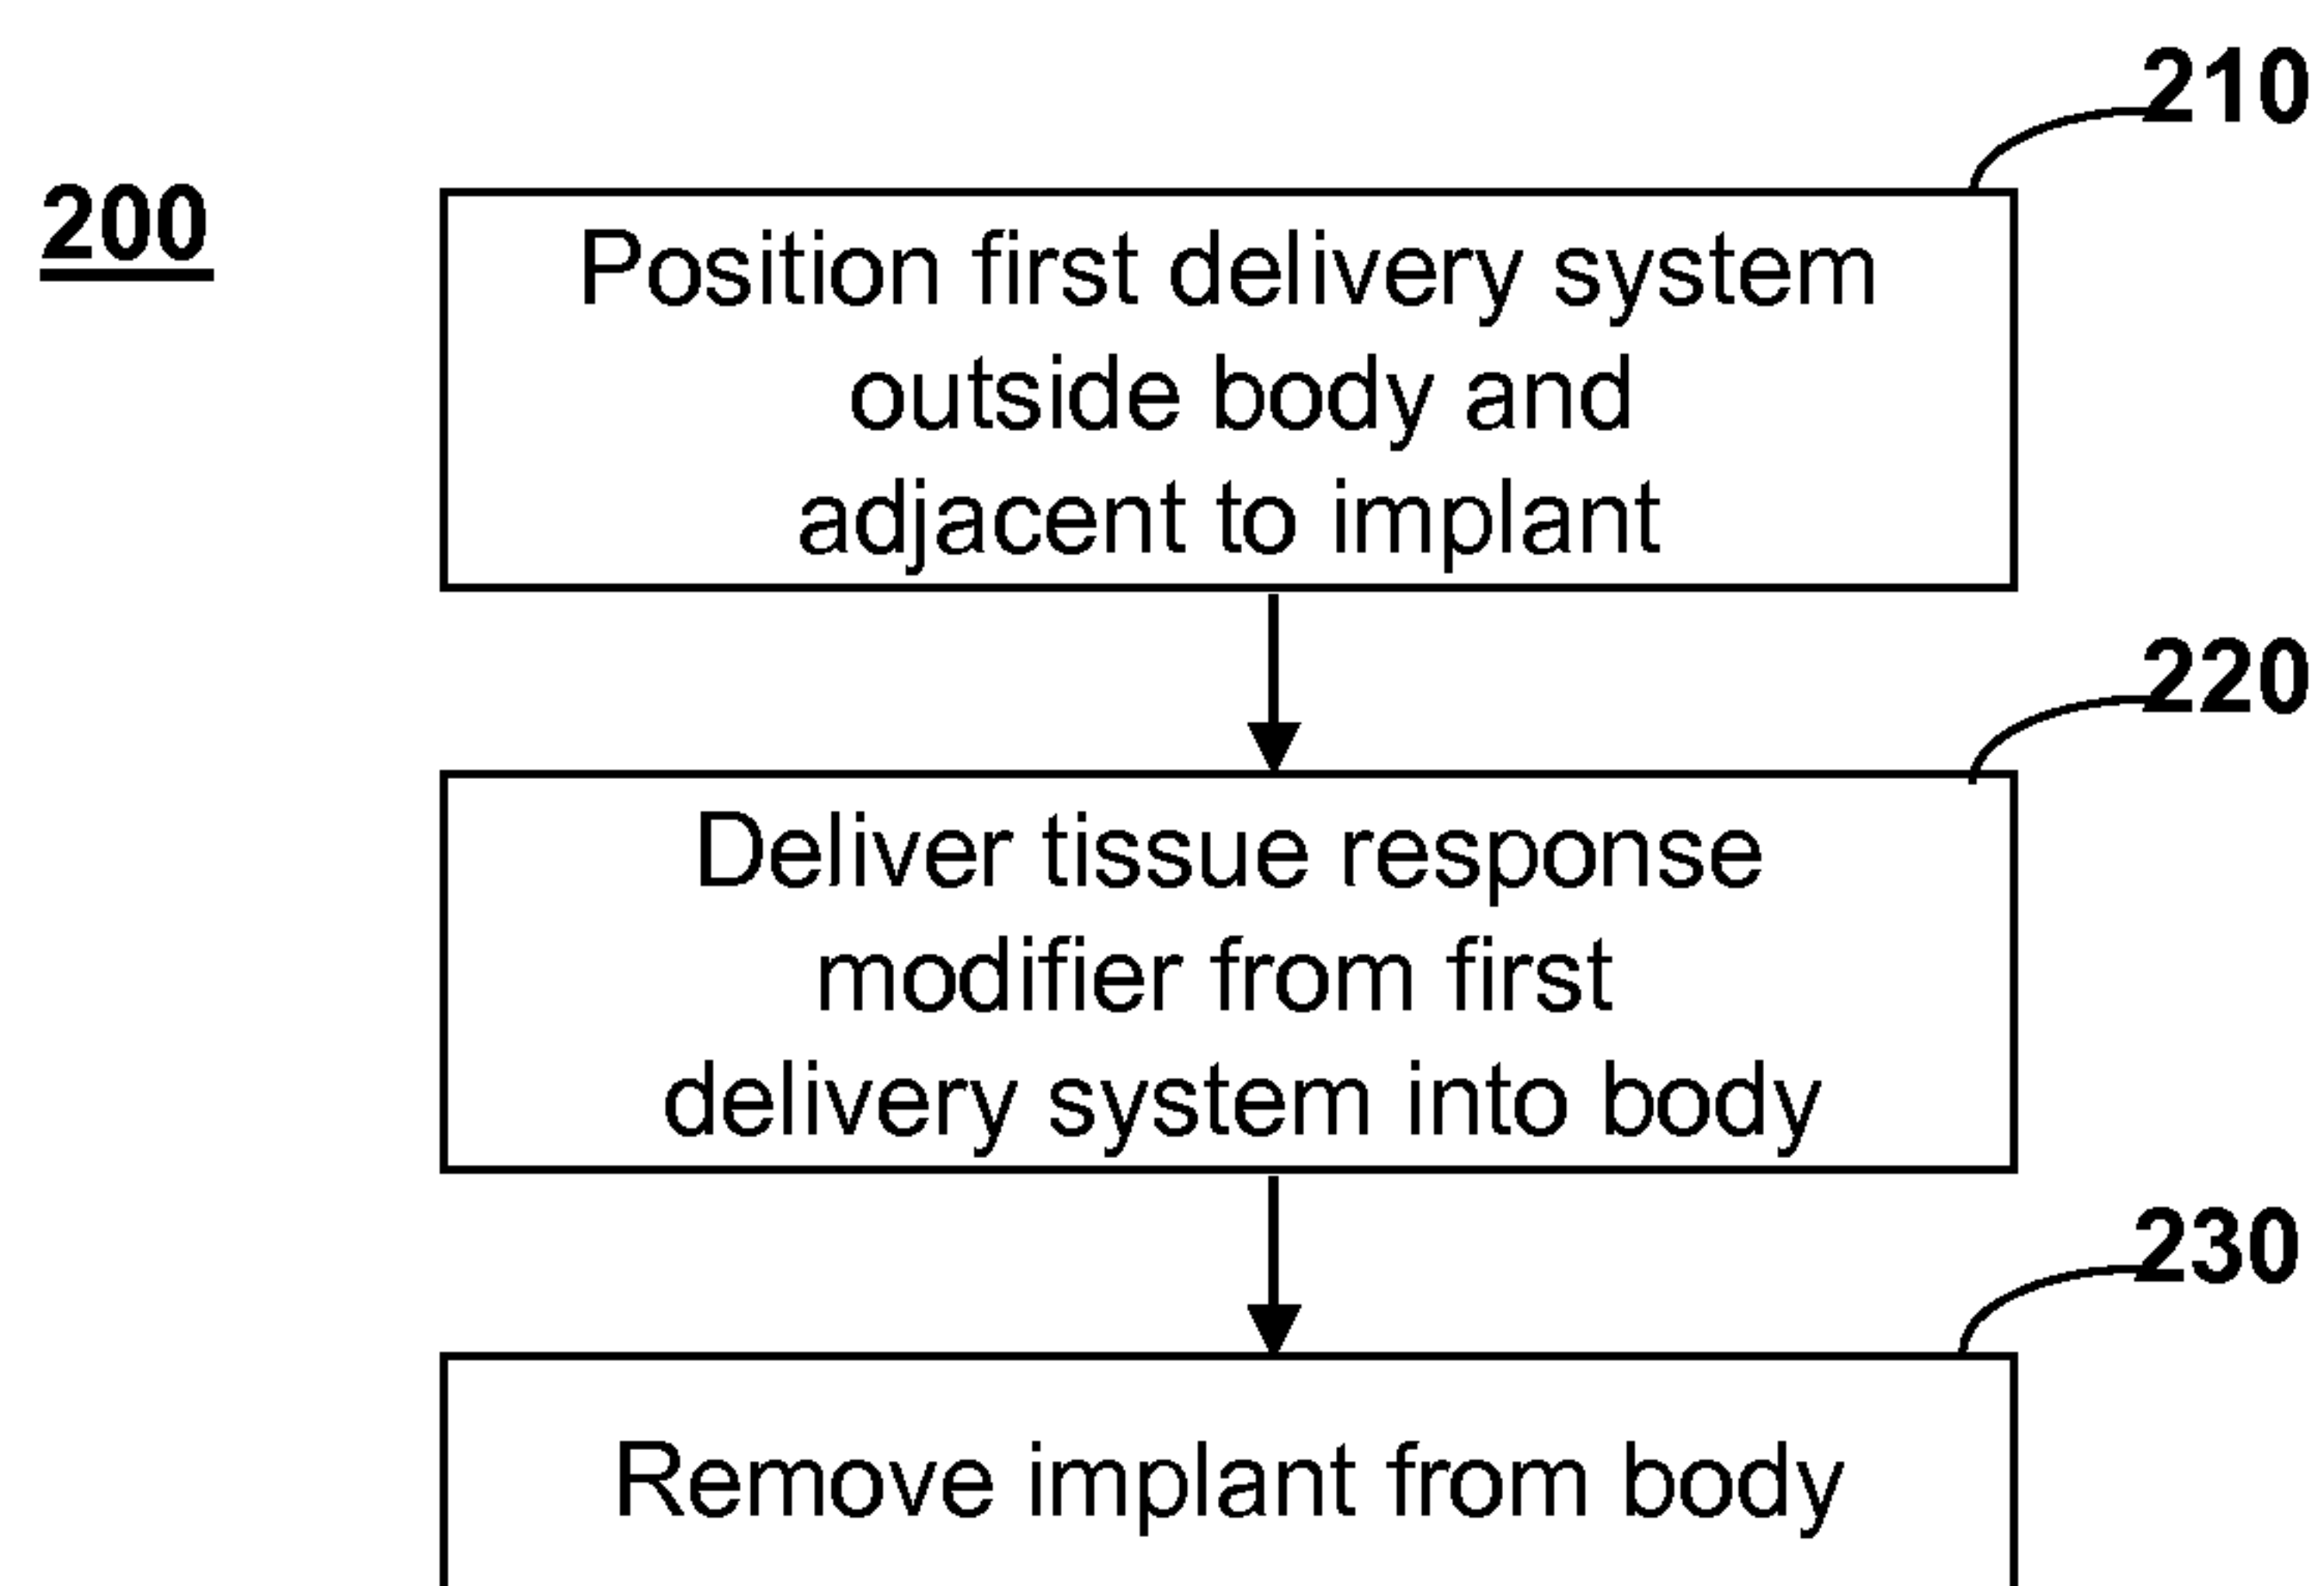 210
200
Position first delivery system
outside body and
adjacent to implant
220
Deliver tissue response
modifier from first
delivery system into body
230
Remove implant from body